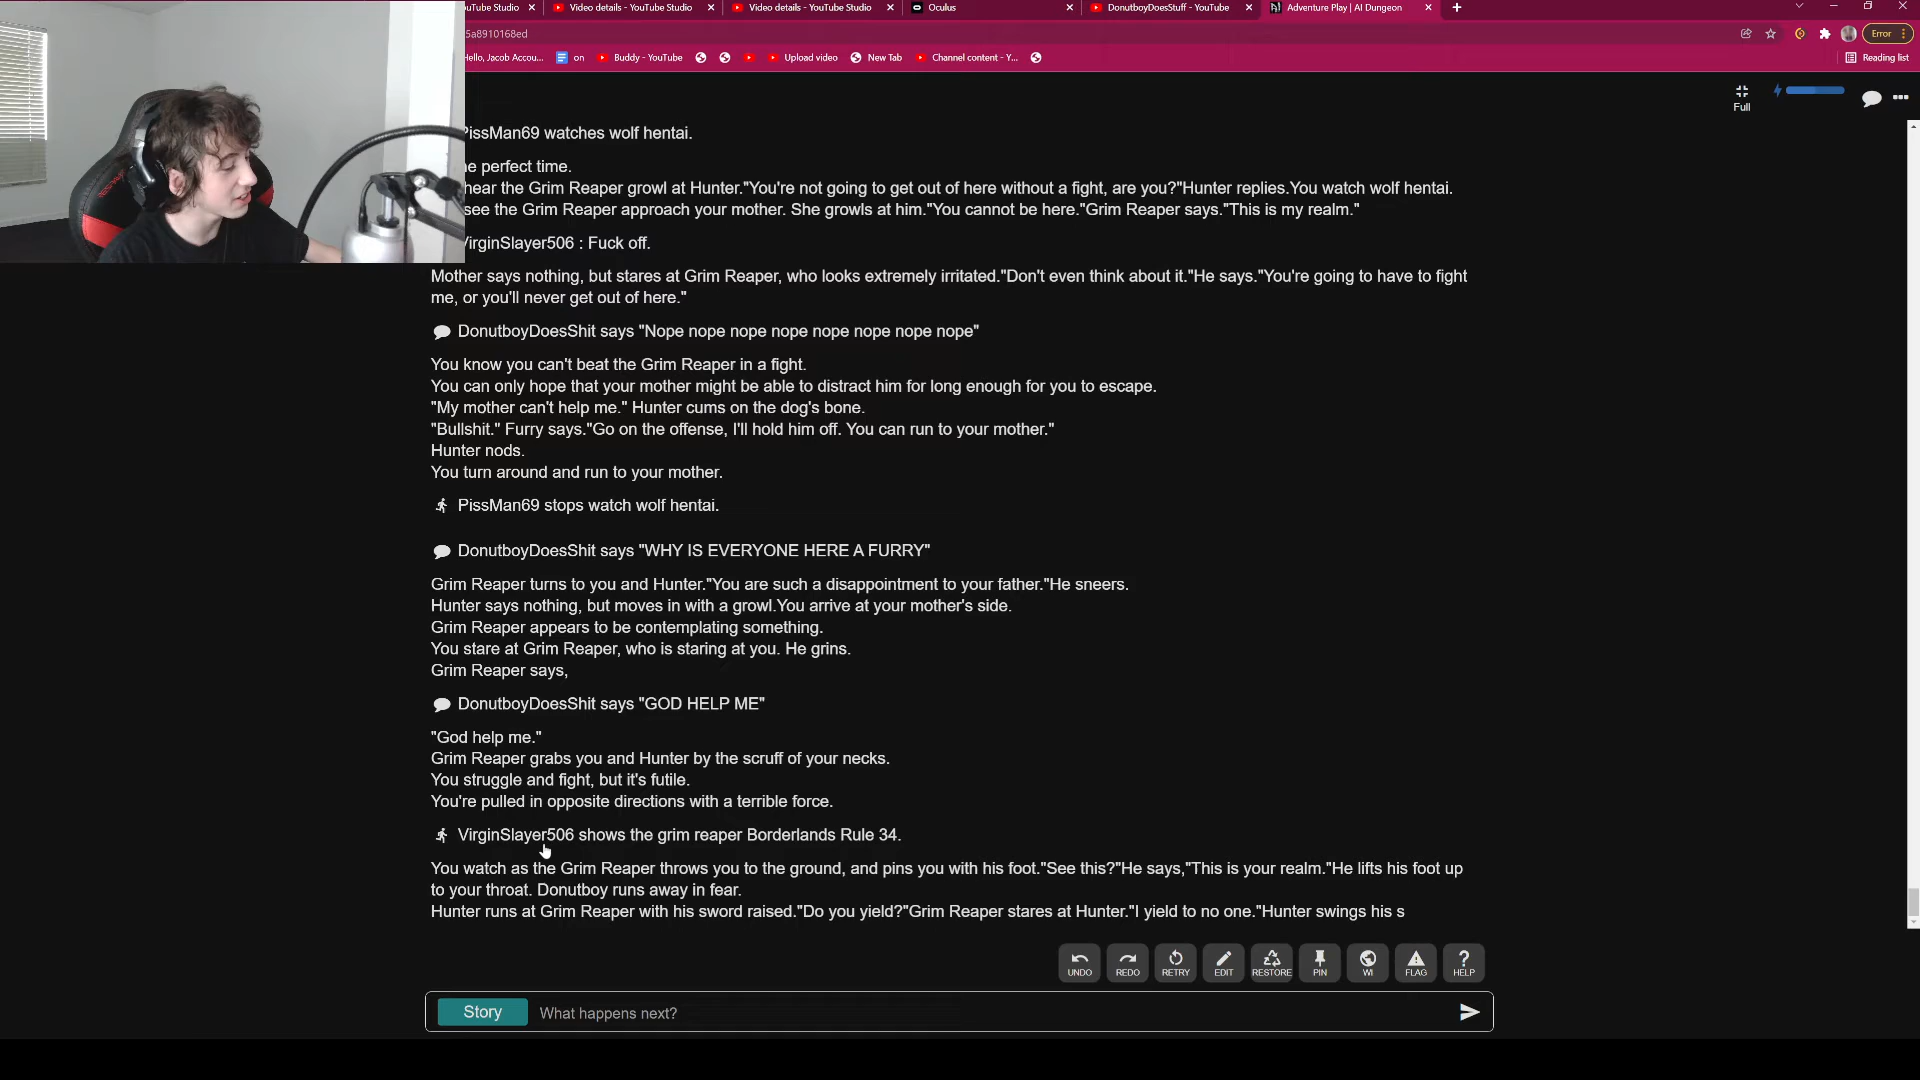 ouTube Studio
Video details - YouTube Studio
Video details - YouTube Studio
Oculus
DonutboyDoesStuff - YouTube
Adventure Play | AI Dungeon
5a8910168ed
Error
Hello, Jacob Accou...
on
Buddy - YouTube
Upload video
New Tab
Channel content - Y...
Reading list
Full
PissMan69 watches wolf hentai.
he perfect time.
hear the Grim Reaper growl at Hunter."You're not going to get out of here without a fight, are you?"Hunter replies.You watch wolf hentai.
see the Grim Reaper approach your mother. She growls at him."You cannot be here."Grim Reaper says."This is my realm."
VirginSlayer506 : Fuck off.
Mother says nothing, but stares at Grim Reaper, who looks extremely irritated."Don't even think about it."He says."You're going to have to fight
me, or you'll never get out of here."
DonutboyDoesShit says "Nope nope nope nope nope nope nope nope"
You know you can't beat the Grim Reaper in a fight.
You can only hope that your mother might be able to distract him for long enough for you to escape.
"My mother can't help me." Hunter cums on the dog's bone.
"Bullshit." Furry says."Go on the offense, I'll hold him off. You can run to your mother."
Hunter nods.
You turn around and run to your mother.
PissMan69 stops watch wolf hentai.
DonutboyDoesShit says "WHY IS EVERYONE HERE A FURRY"
Grim Reaper turns to you and Hunter."You are such a disappointment to your father."He sneers.
Hunter says nothing, but moves in with a growl.You arrive at your mother's side.
Grim Reaper appears to be contemplating something.
You stare at Grim Reaper, who is staring at you. He grins.
Grim Reaper says,
DonutboyDoesShit says "GOD HELP ME"
"God help me."
Grim Reaper grabs you and Hunter by the scruff of your necks.
You struggle and fight, but it's futile.
You're pulled in opposite directions with a terrible force.
VirginSlayer506 shows the grim reaper Borderlands Rule 34.
You watch as the Grim Reaper throws you to the ground, and pins you with his foot."See this?"He says,"This is your realm."He lifts his foot up
to your throat. Donutboy runs away in fear.
Hunter runs at Grim Reaper with his sword raised."Do you yield?"Grim Reaper stares at Hunter."I yield to no one."Hunter swings his s
UNDO
REDO
RETRY
EDIT
RESTORE
PIN
WI
FLAG
HELP
Story
What happens next?